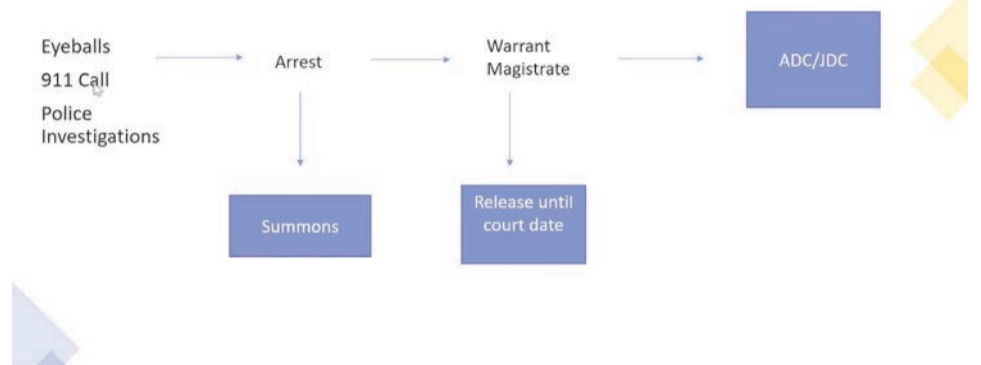 Eyeballs
911 Call
Police
Investigations
Arrest
Summons
Warrant
Magistrate
Release until
court date
ADC/JDC